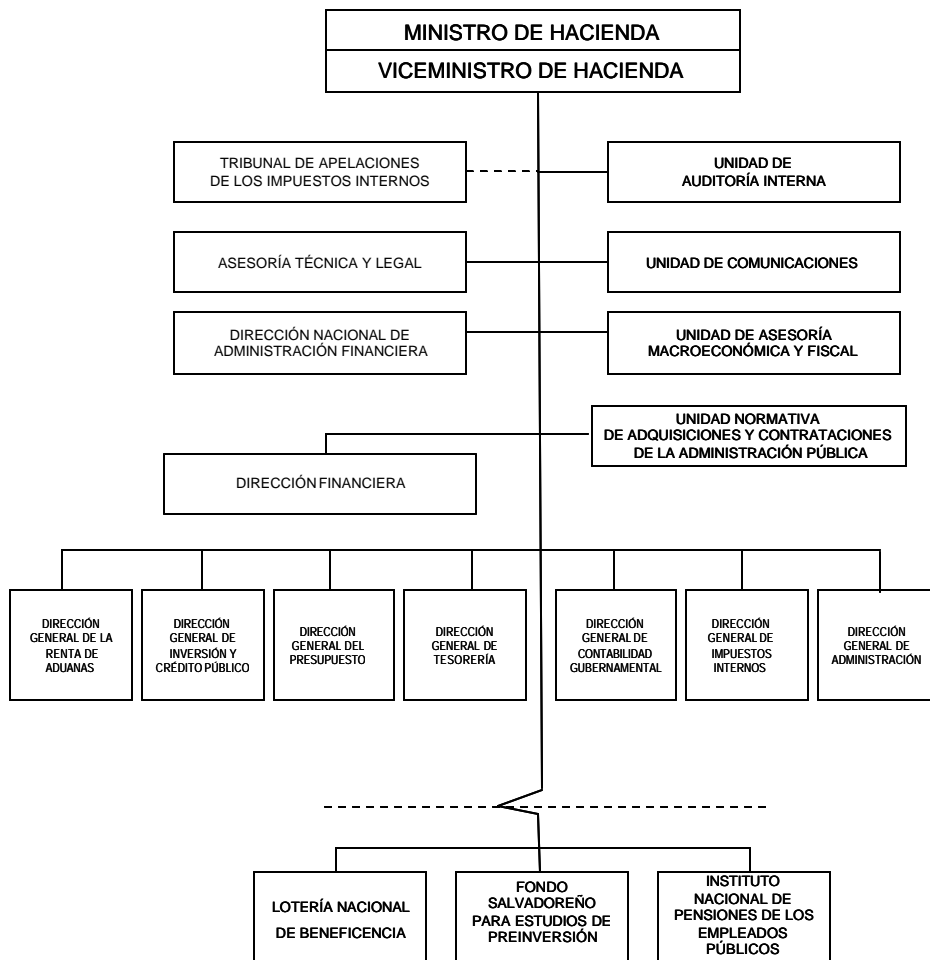 MINISTRO DE HACIENDA
VICEMINISTRO DE HACIENDA
TRIBUNAL DE APELACIONES
DE LOS IMPUESTOS INTERNOS
UNIDAD DE
AUDITORÍA INTERNA
ASESORÍA TÉCNICA Y LEGAL
UNIDAD DE COMUNICACIONES
DIRECCIÓN NACIONAL DE
ADMINISTRACIÓN FINANCIERA
UNIDAD DE ASESORÍA
MACROECONÓMICA Y FISCAL
UNIDAD NORMATIVA
DE ADQUISICIONES Y CONTRATACIONES
DE LA ADMINISTRACIÓN PÚBLICA
DIRECCIÓN FINANCIERA
DIRECCIÓN
GENERAL DE LA
RENTA DE
ADUANAS
DIRECCIÓN
GENERAL DE
INVERSIÓN Y
CRÉDITO PÚBLICO
DIRECCIÓN
GENERAL DEL
PRESUPUESTO
DIRECCIÓN
GENERAL DE
TESORERÍA
DIRECCIÓN
GENERAL DE
CONTABILIDAD
GUBERNAMENTAL
DIRECCIÓN
GENERAL DE
IMPUESTOS
INTERNOS
DIRECCIÓN
GENERAL DE
ADMINISTRACIÓN
LOTERÍA NACIONAL
DE BENEFICENCIA
FONDO
SALVADOREÑO
PARA ESTUDIOS DE
PREINVERSIÓN
INSTITUTO
NACIONAL DE
PENSIONES DE LOS
EMPLEADOS
PÚBLICOS